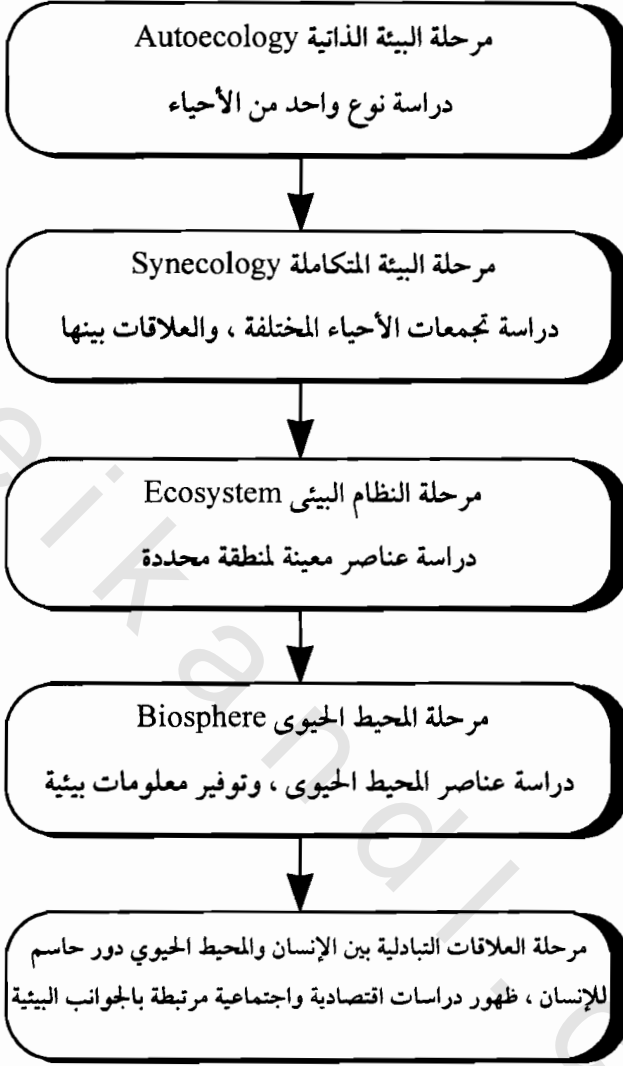 مرحلة البيئة الذاتية Autoecology
دراسة نوع واحد من الأحياء
مرحلة البيئة المتكاملة Synecology
دراسة تجمعات الأحياء المختلفة ، والعلاقات بينها
مرحلة النظام البيئى Ecosystem
دراسة عناصر معينة لمنطقة محددة
مرحلة المحيط الحيوى Biosphere
دراسة عناصر المحيط الحيوى ، وتوفير معلومات بيئية
مرحلة العلاقات التبادلية بين الإنسان والمحيط الحيوي دور حاسم
للإنسان ، ظهور دراسات اقتصادية واجتماعية مرتبطة بالجوانب البيئية
eikandl.c